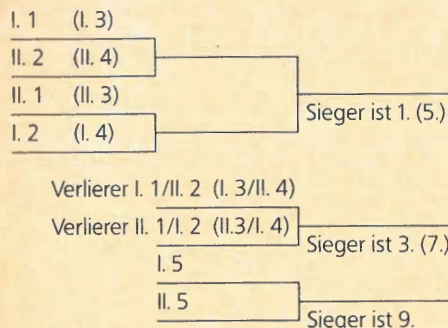 I. 1 (I. 3)
II. 2 (II. 4)
II. 1 (II. 3)
I. 2 (I. 4)
Sieger ist 1. (5.)
Verlierer I. 1/II. 2 (I. 3/II. 4)
Verlierer II. 1/I. 2 (II.3/I. 4)
Sieger ist 3. (7.)
I. 5
II. 5
Sieger ist 9.